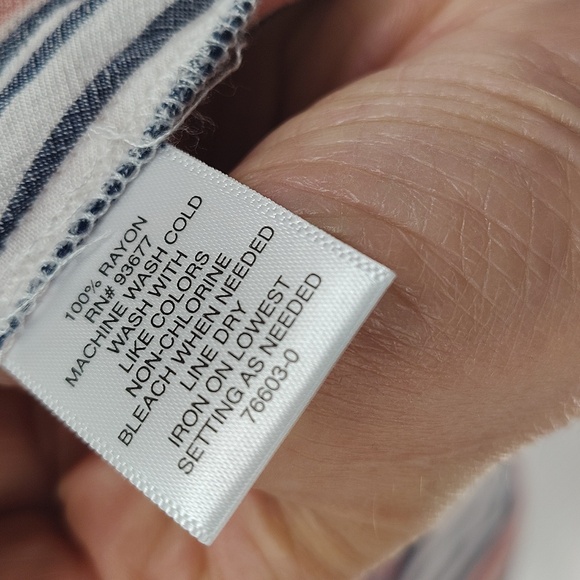 100% RAYON
RN# 93677
MACHINE WASH COLD
WASH WITH
LIKE COLORS
NON-CHLORINE
BLEACH WHEN NEEDED
LINE DRY
IRON ON LOWEST
SETTING AS NEEDED
76603-0